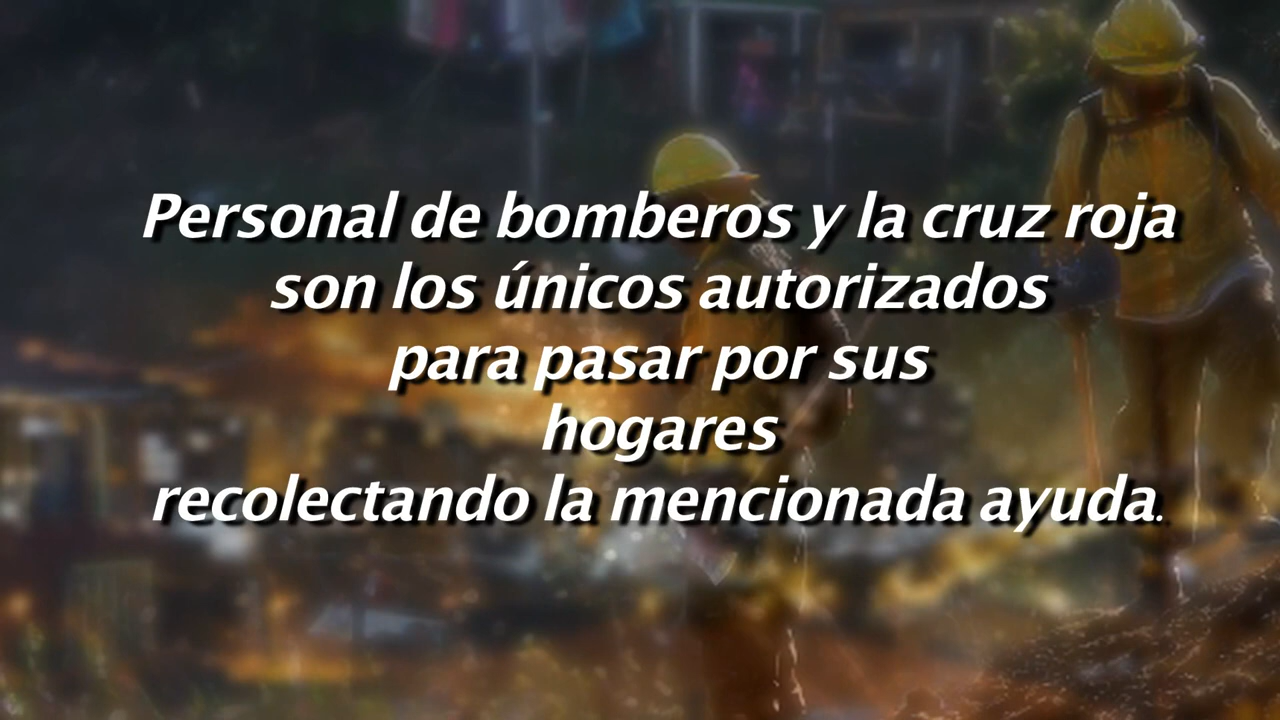 Personal de bomberos y la cruz roja
son los únicos autorizados
para pasar por sus
hogares
recolectando la mencionada ayuda.